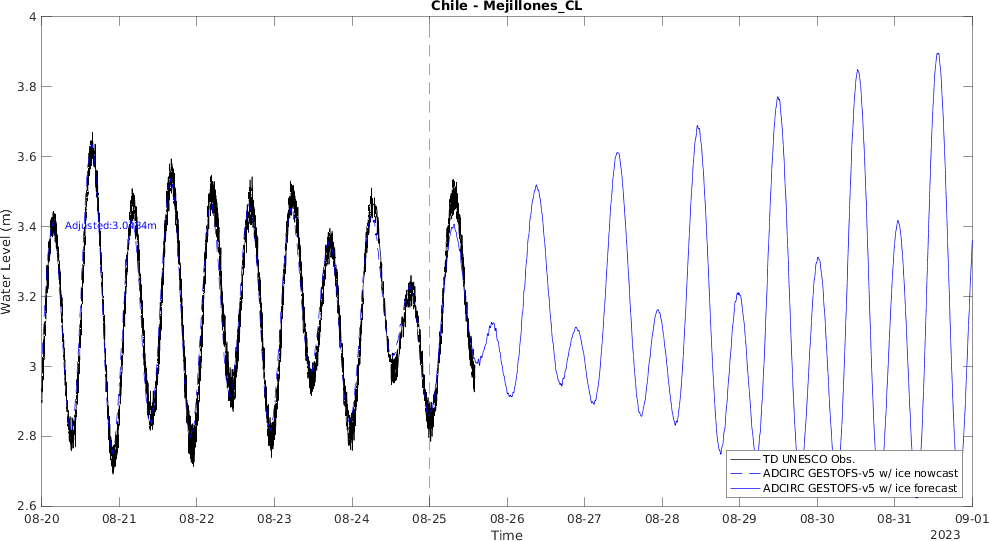 Chile - Mejillones_CL
4
3.8
3.6
3.4
3.2
3
2.8
2.6
Water Level (m)
Adjusted:3.0484m
TD UNESCO Obs.
ADCIRC GESTOFS-v5 w/ ice nowcast
ADCIRC GESTOFS-v5 w/ ice forecast
08-20 08-21 08-22 08-23 08-24 08-25 08-26 08-27 08-28 08-29 08-30 08-31 09-01
Time
2023